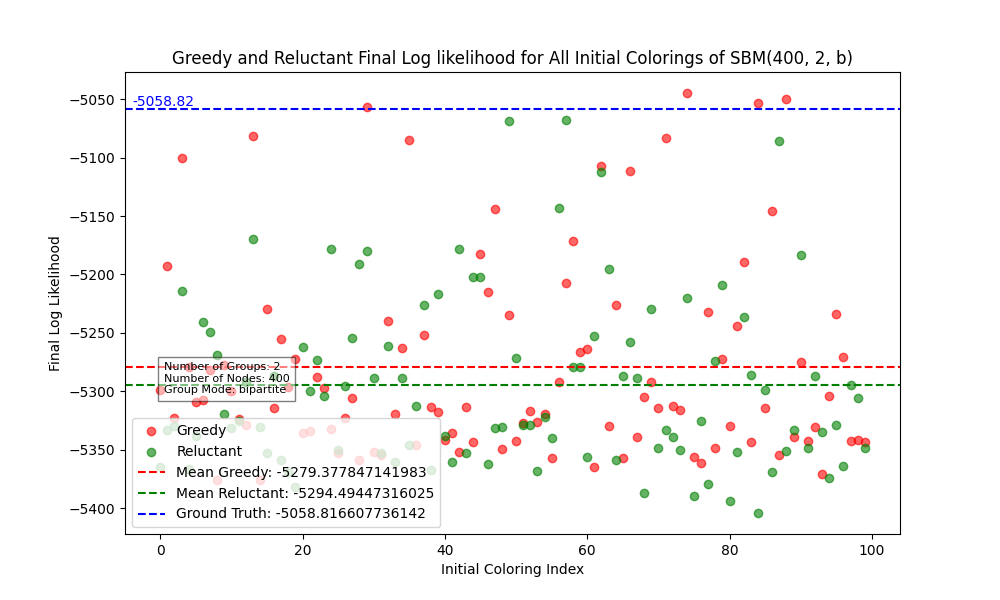 Greedy and Reluctant Final Log likelihood for All Initial Colorings of SBM(400, 2, b)
Final Log Likelihood
−5050
−5100
−5150
−5200
−5250
−5300
−5350
−5400
-5058.82
Number of Groups: 2
Number of Nodes: 400
Group Mode: bipartite
Greedy
Reluctant
Mean Greedy: -5279.377847141983
Mean Reluctant: -5294.49447316025
Ground Truth: -5058.816607736142
0 20 40 60 80 100
Initial Coloring Index